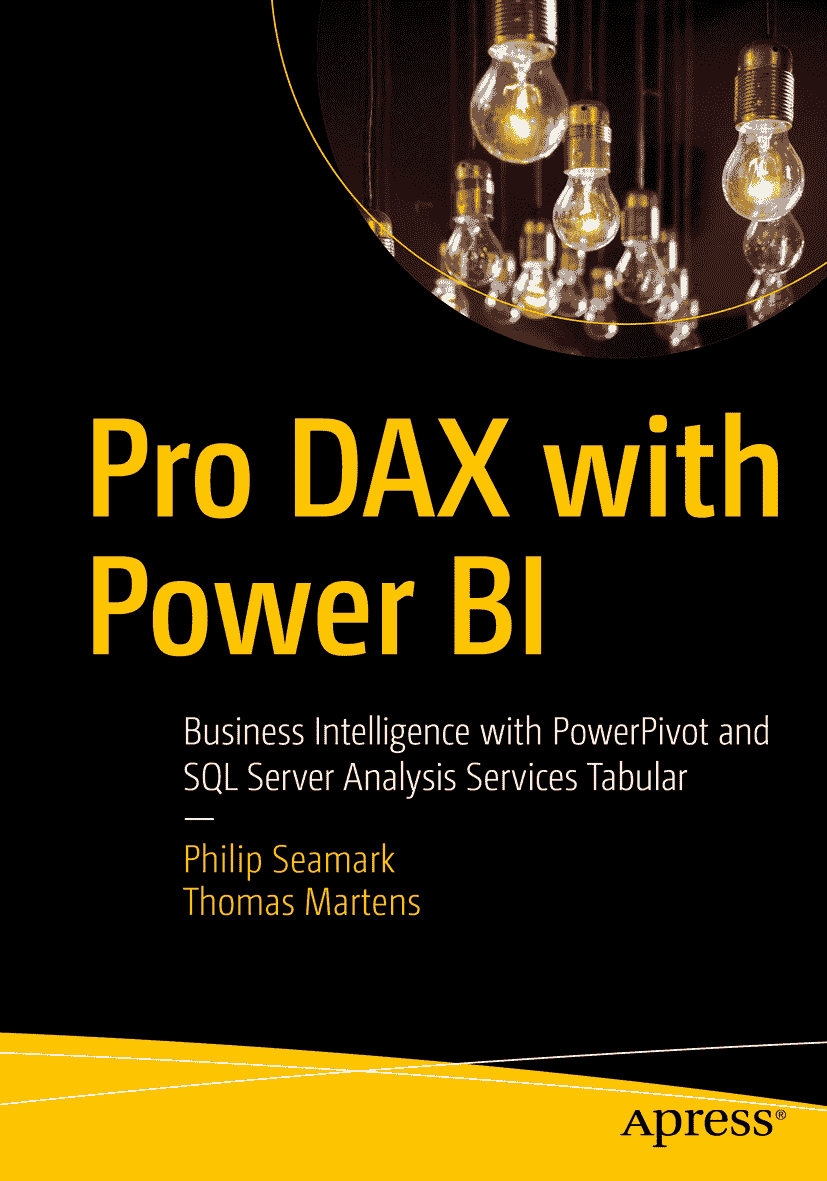 Pro DAX with
Power BI
Business Intelligence with PowerPivot and
SQL Server Analysis Services Tabular
Philip Seamark
Thomas Martens
Apress®